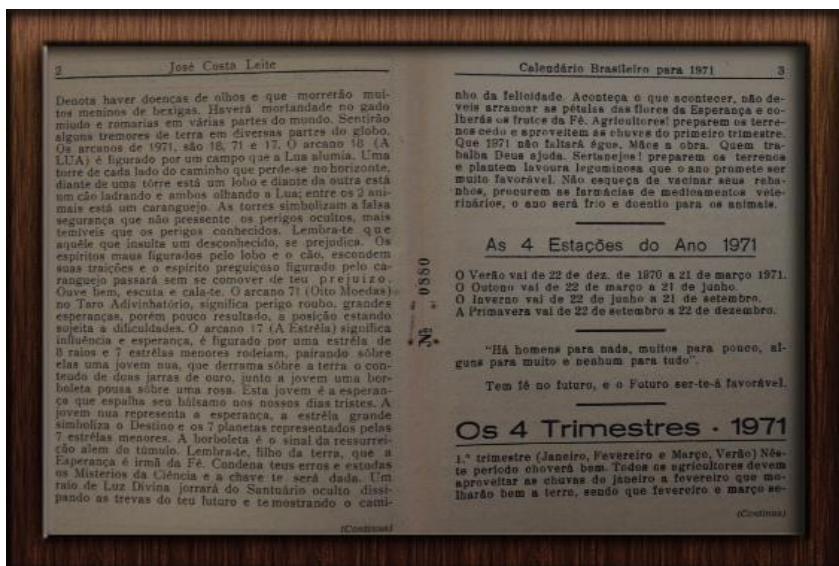 2 José Costa Leite
Denota haver doenças de olhos e que morrerão mui-
tos meninos de bexigas. Haverá mortandade no gado
miudo e romarias em várias partes do mundo. Sentirão
alguns tremores de terra em diversas partes do globo.
Os arcanos de 1971, são 18, 71 e 17. O arcano 18 (A
LUA) é figurado por um campo que a Lua alumia. Uma
torre de cada lado do caminho que perde-se no horizonte,
diante de uma tôrre está um lobo e diante da outra está
um cão ladrando e ambos olhando a Lua; entre os 2 ani-
mais está um caranguejo. As torres simbolizam a falsa
segurança que não pressente os perigos ocultos, mais
temíveis que os perigos conhecidos. Lembra-te que
aquêle que insulta um desconhecido, se prejudica. Os
espíritos maus figurados pelo lobo e o cão, escondem
suas traições e o espírito preguiçoso figurado pelo ca-
ranguejo passará sem se comover de teu prejuizo.
Ouve bem, escuta e cala-te. O arcano 71 (Oito Moedas)
no Taro Adivinhatório, significa perigo roubo, grandes
esperanças, porém pouco resultado, a posição estando
sujeita a dificuldades. O arcano 17 (A Estrêla) significa
influência e esperança, é figurado por uma estrêla de
8 raios e 7 estrêlas menores rodeiam, pairando sôbre
elas uma jovem nua, que derrama sôbre a terra o con-
teudo de duas jarras de ouro, junto a jovem uma bor-
boleta pousa sôbre uma rosa. Esta jovem é a esperan-
ça que espalha seu bálsamo nos nossos dias tristes. A
jovem nua representa a esperança, a estrêla grande
simboliza o Destino e os 7 planetas representados pelas
7 estrêlas menores. A borboleta é o sinal da ressurrei-
ção alem do túmulo. Lembra-te, filho da terra, que a
Esperança é irmã da Fé. Condena teus erros e estudas
os Misterios da Ciência e a chave te será dada. Um
raio de Luz Divina jorrará do Santuário oculto dissi-
pando as trevas do teu futuro e te mostrando o cami-
(Continua)
Nº 0880
Calendário Brasileiro para 1971 3
nho da felicidade. Aconteça o que acontecer, não de-
veis arrancar as pétulas das flores da Esperança e co-
lherás os frutos da Fé. Agricultores! preparem os terre-
nos cedo e aproveitem as chuvas do primeiro trimestre.
Que 1971 não faltará água. Mãos a obra. Quem tra-
balha Deus ajuda. Sertanejos! preparem os terrenos
e plantem lavoura leguminosa que o ano promete ser
muito favorável. Não esqueça de vacinar seus reba-
nhos, procurem as farmácias de medicamentos vete-
rinários, o ano será frio e doentio para os animais.
As 4 Estações do Ano 1971
O Verão vai de 22 de dez. de 1970 a 21 de março 1971.
O Outono vai de 22 de março a 21 de junho.
O Inverno vai de 22 de junho a 21 de setembro.
A Primavera vai de 22 de setembro a 22 de dezembro.
"Há homens para nada, muitos para pouco, al-
guns para muito e nenhum para tudo".
Tem fê no futuro, e o Futuro ser-te-á favorável.
Os 4 Trimestres - 1971
1.º trimestre (Janeiro, Fevereiro e Março, Verão) Nês-
te período choverá bem. Todos os agricultores devem
aproveitar as chuvas de janeiro a fevereiro que mo-
lharão bem a terra, sendo que fevereiro e março se-
(Continua)